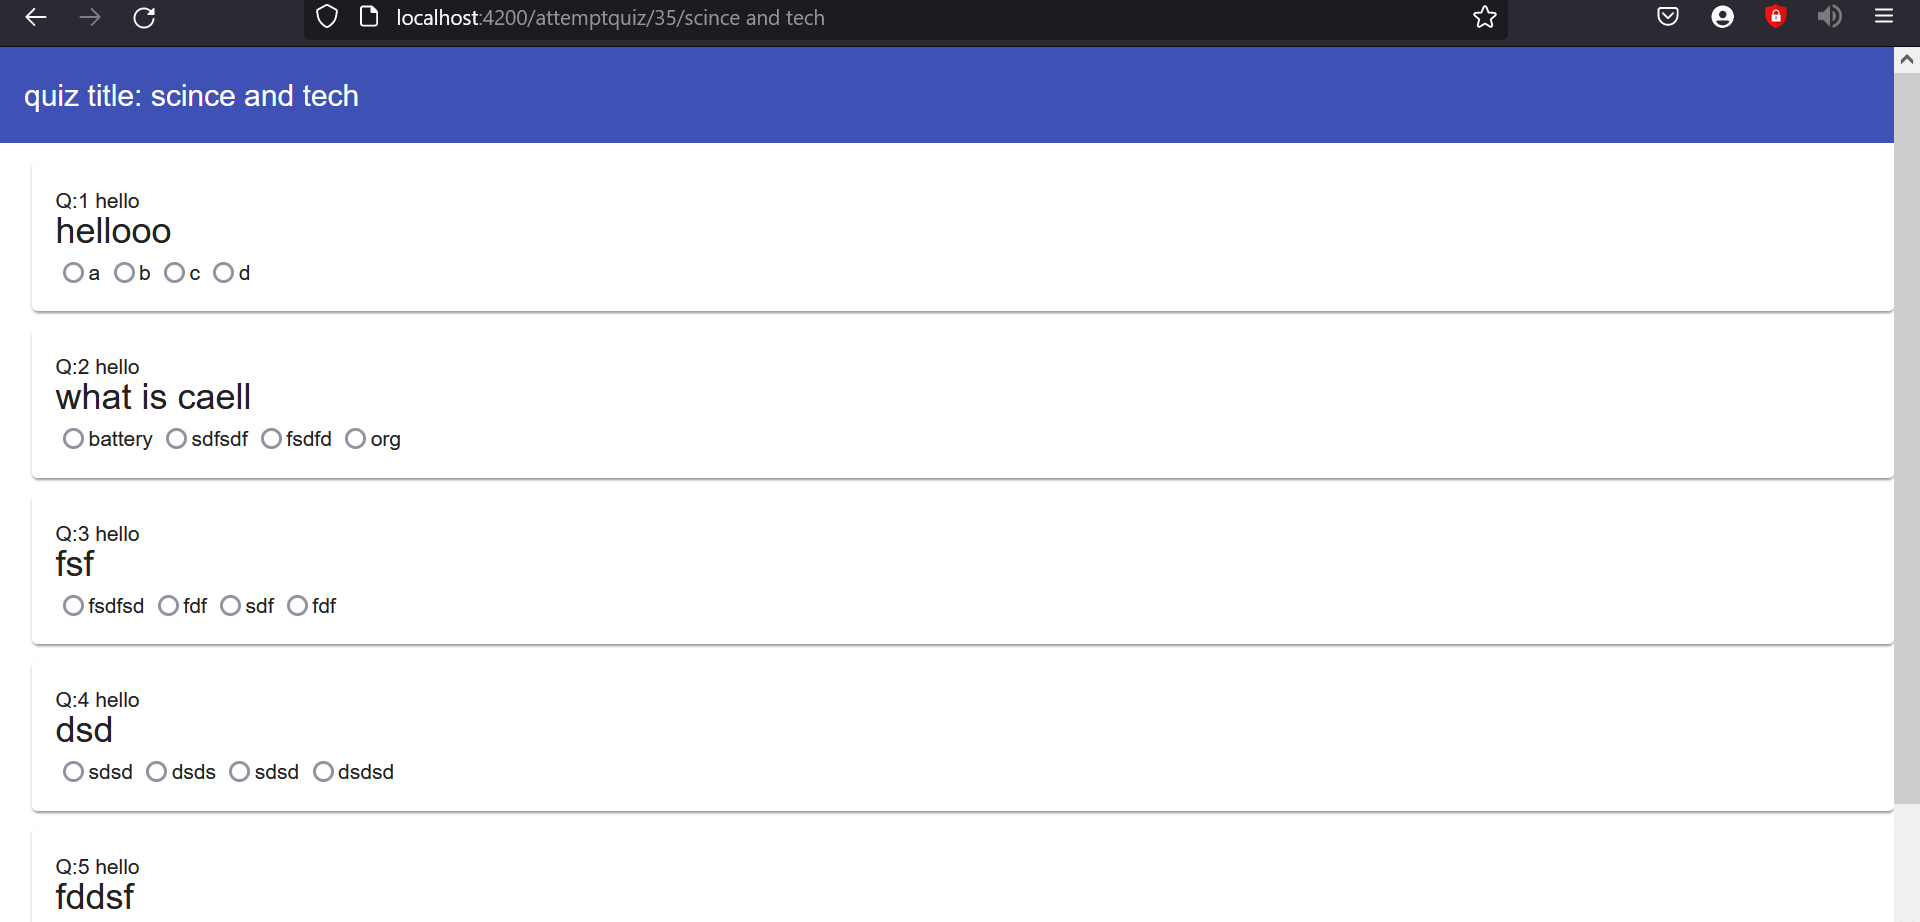 localhost:4200/attemptquiz/35/scince and tech
quiz title: scince and tech
Q:1 hello
hellooo
a b c d
Q:2 hello
what is caell
battery sdfsdf fsdfd org
Q:3 hello
fsf
fsdfsd fdf sdf fdf
Q:4 hello
dsd
sdsd dsds sdsd dsdsd
Q:5 hello
fddsf